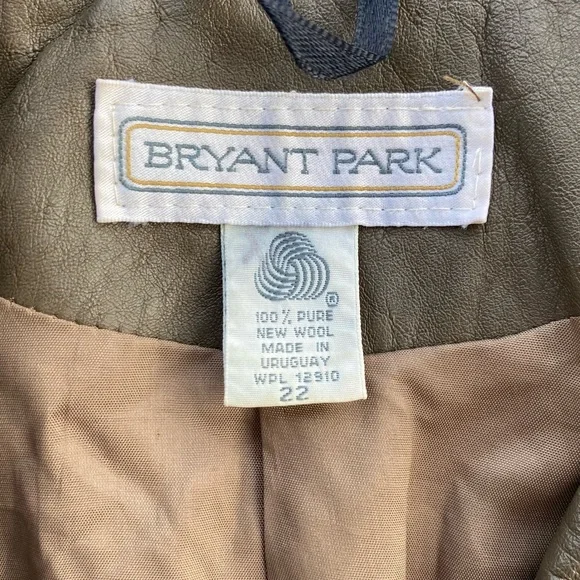 BRYANT PARK
®
100% PURE
NEW WOOL
MADE IN
URUGUAY
WPL 12910
22